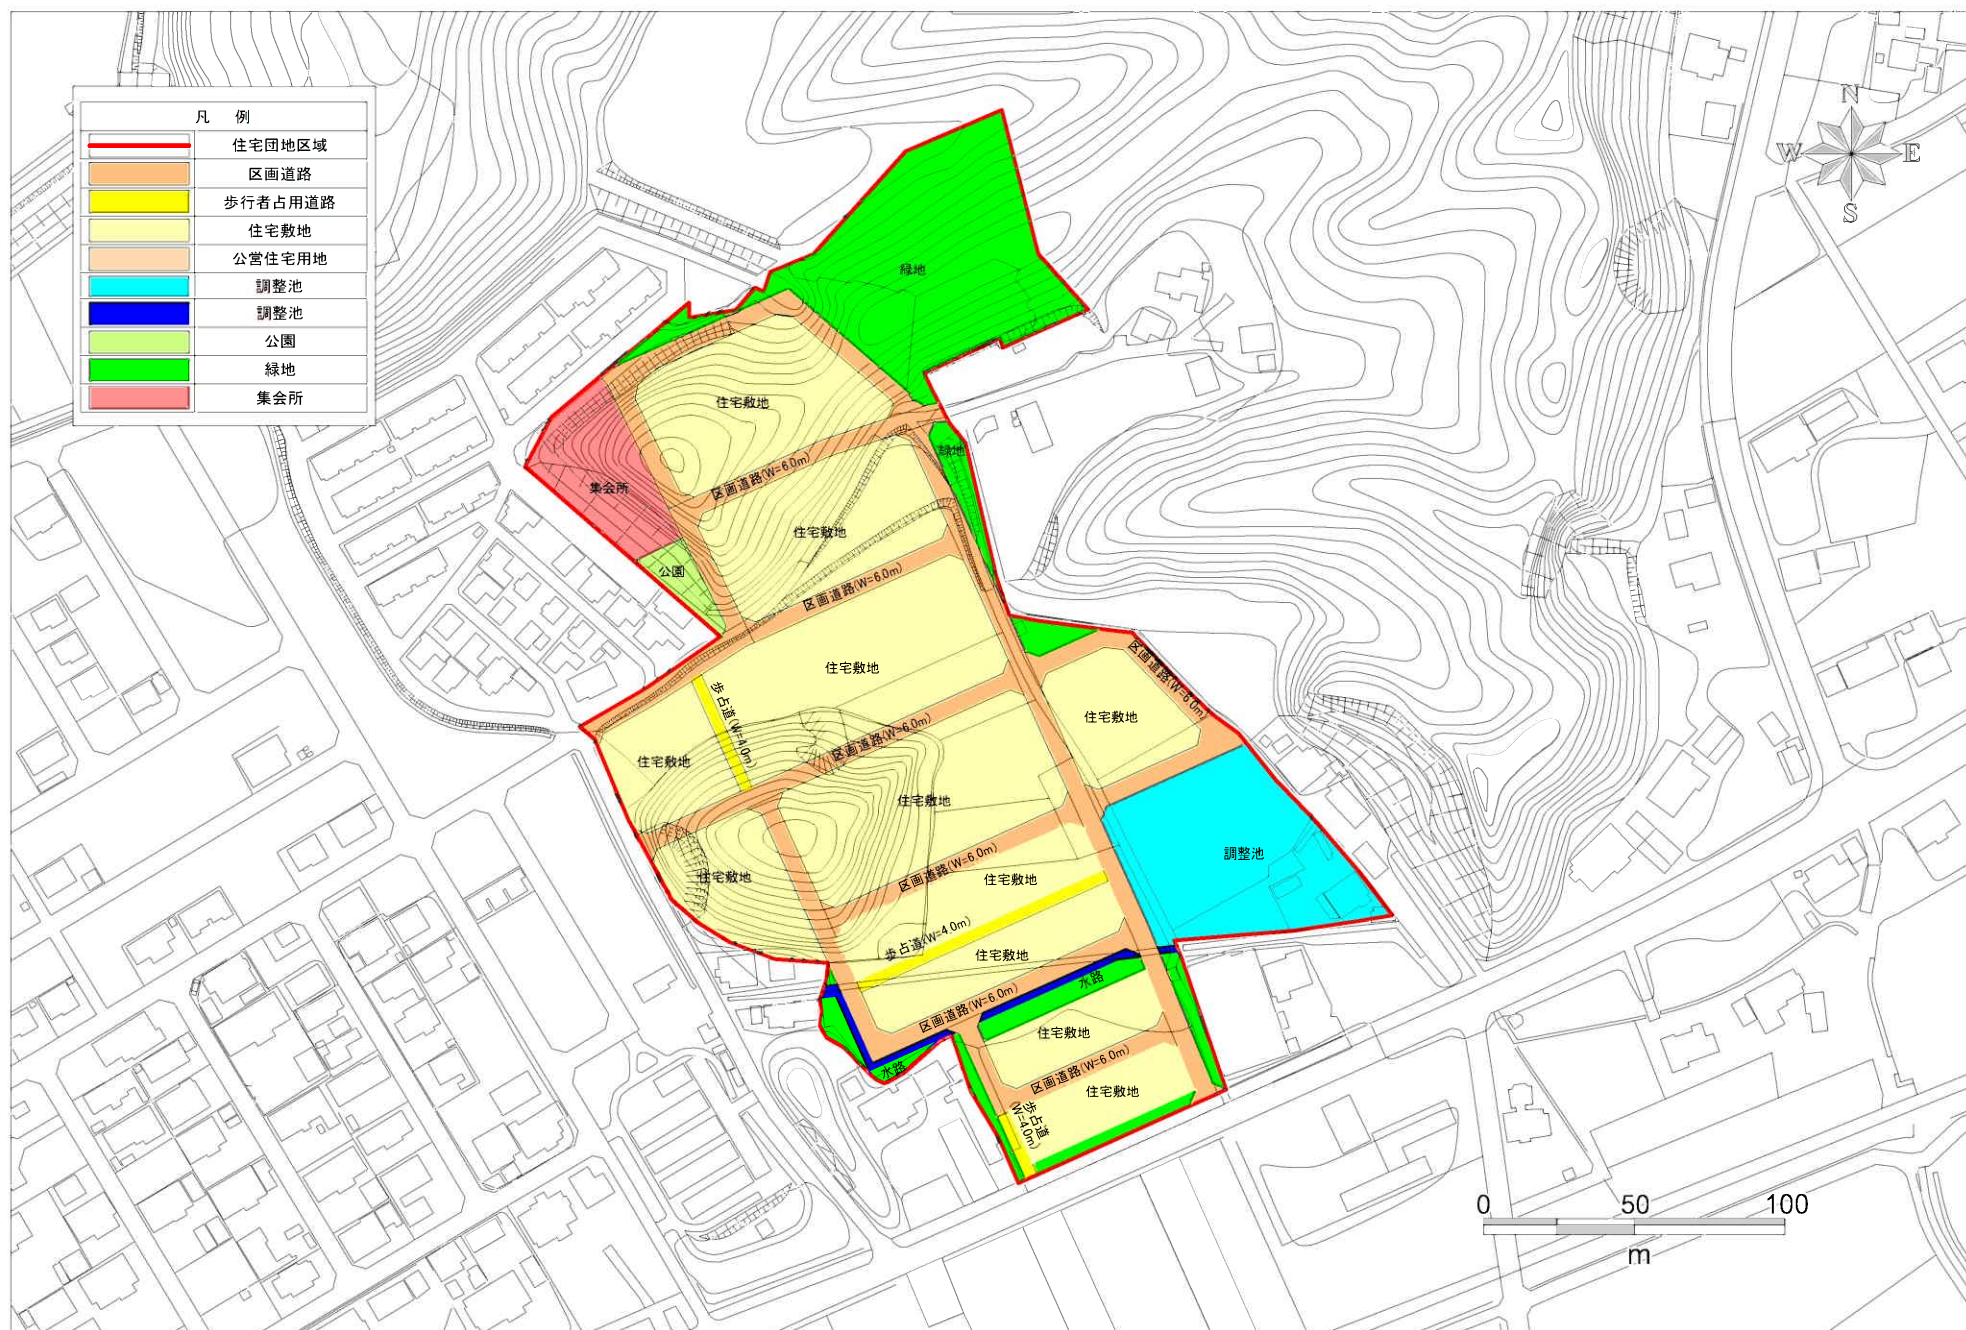 凡 例
住宅団地区域
区画道路
歩行者占用道路
住宅敷地
公営住宅用地
調整池
調整池
公園
緑地
集会所
N
W E
S
緑地
住宅敷地
緑地
区画道路(W=6.0m)
集会所
住宅敷地
公園
区画道路(W=6.0m)
区画道路(W=6.0m)
住宅敷地
歩占道(W=4.0m)
住宅敷地
区画道路(W=6.0m)
住宅敷地
住宅敷地
調整池
区画道路(W=6.0m)
住宅敷地
住宅敷地
歩占道(W=4.0m)
住宅敷地
水路
区画道路(W=6.0m)
住宅敷地
水路
区画道路(W=6.0m)
住宅敷地
歩占道
(W=4.0m)
0 50 100
m